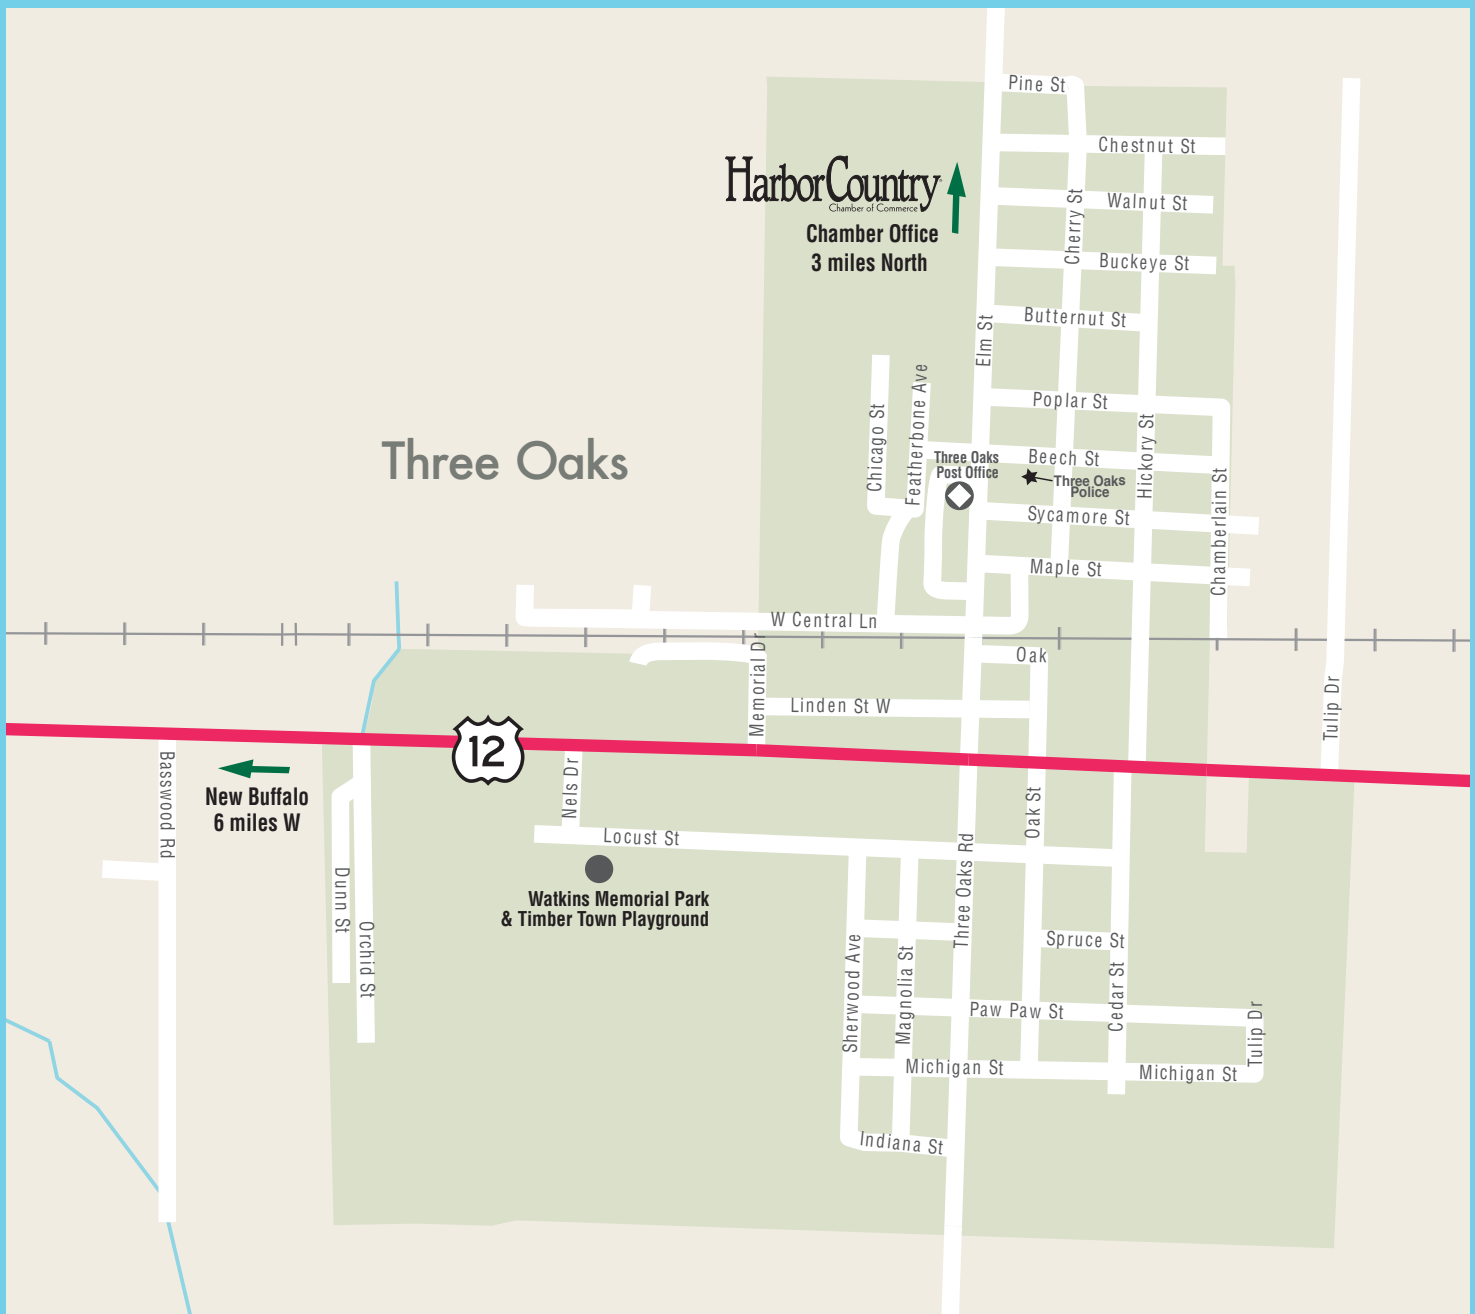 Pine St
Chestnut St
HarborCountry
Chamber of Commerce
Chamber Office
3 miles North
Walnut St
Cherry St
Buckeye St
Butternut St
Elm St
Poplar St
Featherbone Ave
Chicago St
Hickory St
Three Oaks
Beech St
Three Oaks
Post Office
Three Oaks
Police
Sycamore St
Chamberlain St
Maple St
W Central Ln
Oak
Memorial Dr
Linden St W
Tulip Dr
12
Basswood Rd
New Buffalo
6 miles W
Nels Dr
Oak St
Locust St
Three Oaks Rd
Dunn St
Orchid St
Watkins Memorial Park
& Timber Town Playground
Sherwood Ave
Magnolia St
Spruce St
Cedar St
Paw Paw St
Tulip Dr
Michigan St
Michigan St
Indiana St